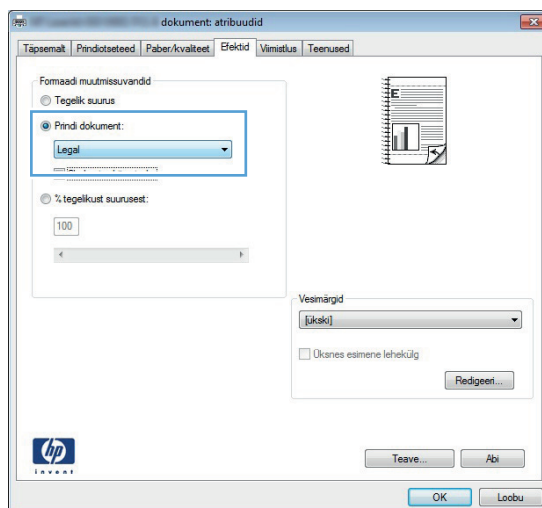 dokument: atribuudid
Täpsemalt Prindiotseteed Paber/kvaliteet Efektid Viimistlus Teenused
Formaadi muutmissuvandid
Tegelik suurus
Prindi dokument:
Legal
% tegelikust suurusest:
100
E
Vesimärgid
[ükski]
Üksnes esimene lehekülg
Redigeeri...
hp
invent
Teave...
Abi
OK
Loobu